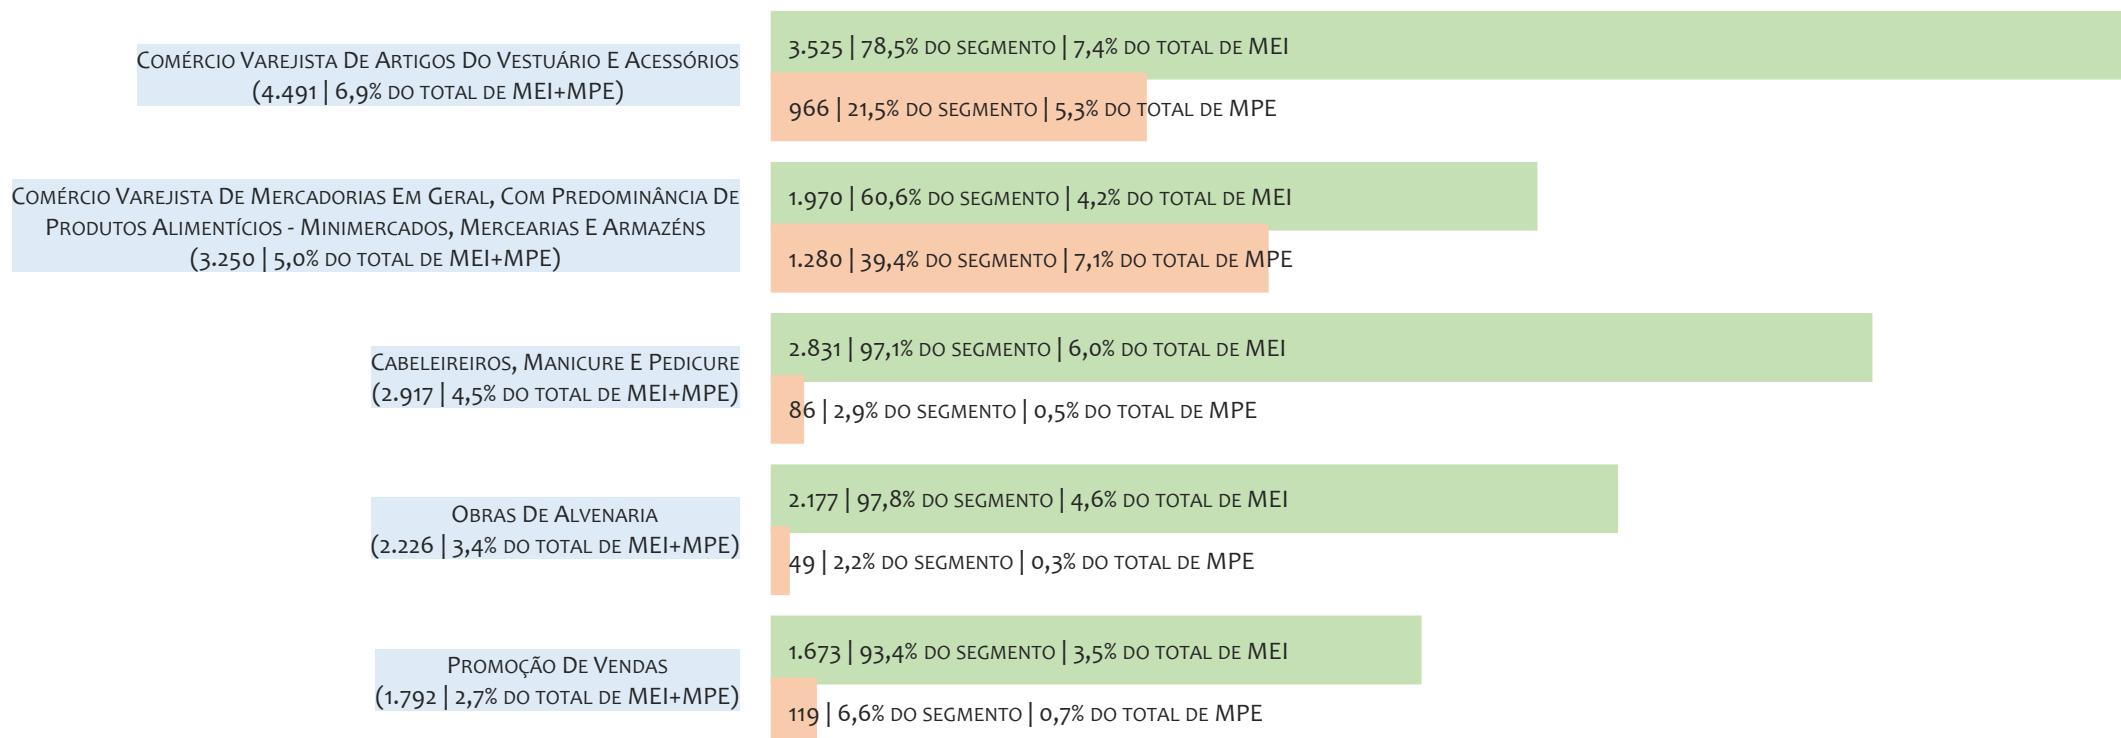 Comércio Varejista De Artigos Do Vestuário E Acessórios
(4.491 | 6,9% do total de MEI+MPE)
3.525 | 78,5% do segmento | 7,4% do total de MEI
966 | 21,5% do segmento | 5,3% do total de MPE
Comércio Varejista De Mercadorias Em Geral, Com Predominância De
Produtos Alimentícios - Minimercados, Mercearias E Armazéns
(3.250 | 5,0% do total de MEI+MPE)
1.970 | 60,6% do segmento | 4,2% do total de MEI
1.280 | 39,4% do segmento | 7,1% do total de MPE
Cabeleireiros, Manicure E Pedicure
(2.917 | 4,5% do total de MEI+MPE)
2.831 | 97,1% do segmento | 6,0% do total de MEI
86 | 2,9% do segmento | 0,5% do total de MPE
Obras De Alvenaria
(2.226 | 3,4% do total de MEI+MPE)
2.177 | 97,8% do segmento | 4,6% do total de MEI
49 | 2,2% do segmento | 0,3% do total de MPE
Promoção De Vendas
(1.792 | 2,7% do total de MEI+MPE)
1.673 | 93,4% do segmento | 3,5% do total de MEI
119 | 6,6% do segmento | 0,7% do total de MPE